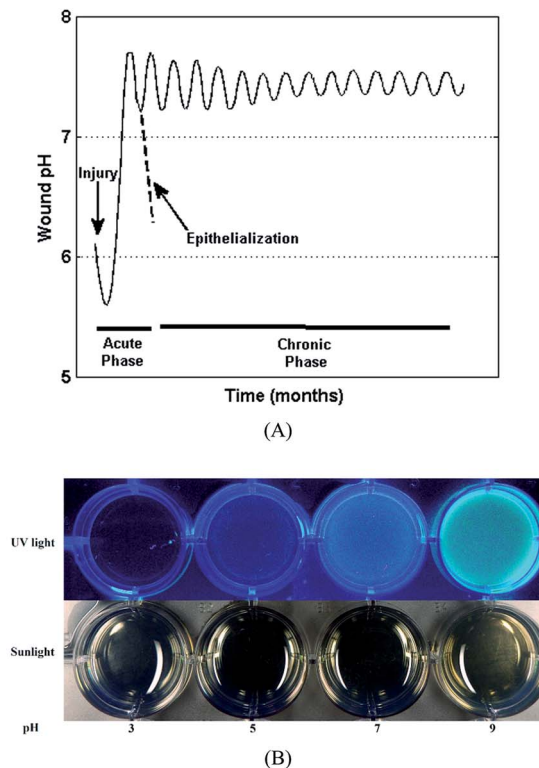 8
7
6
5
Wound pH
Injury
Epithelialization
Acute
Phase
Chronic
Phase
Time (months)
(A)
UV light
Sunlight
pH 3 5 7 9
(B)